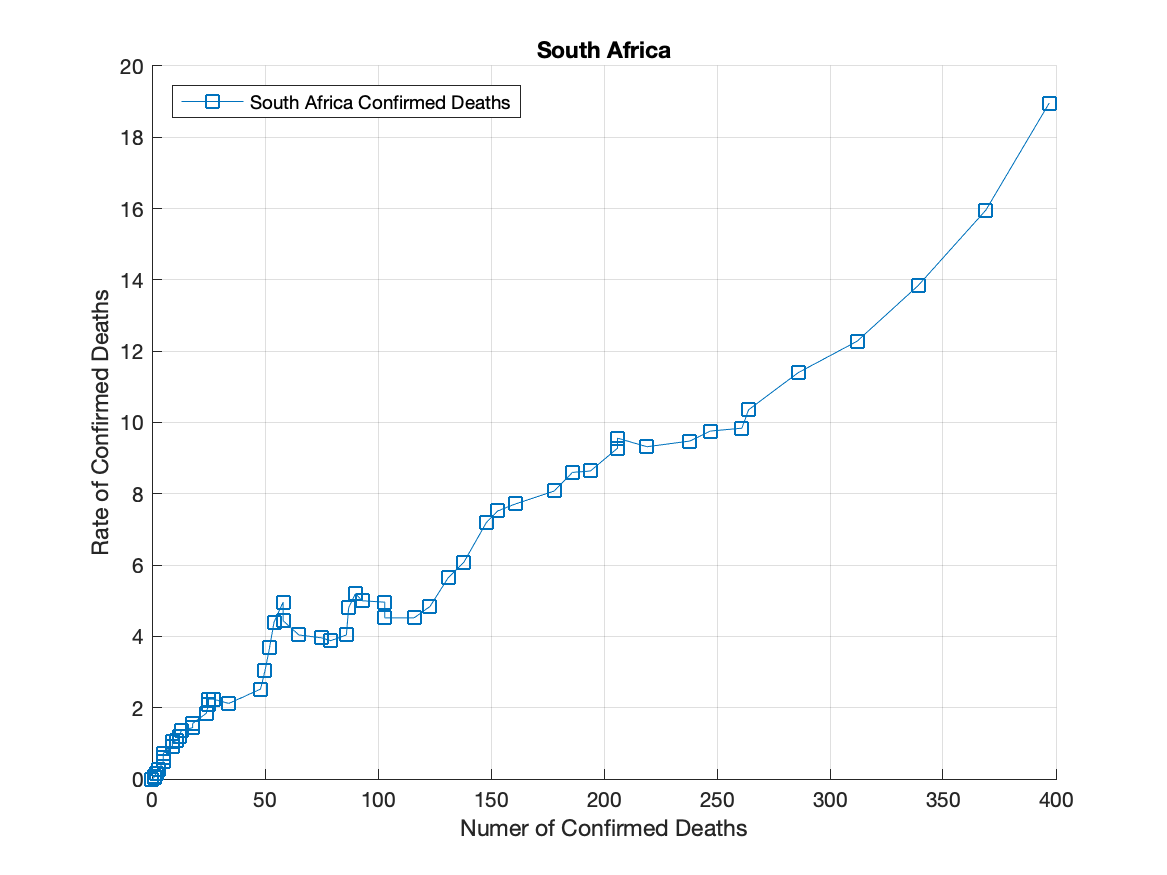 South Africa
South Africa Confirmed Deaths
20
18
16
14
12
10
8
6
4
2
0
Rate of Confirmed Deaths
0 50 100 150 200 250 300 350 400
Numer of Confirmed Deaths